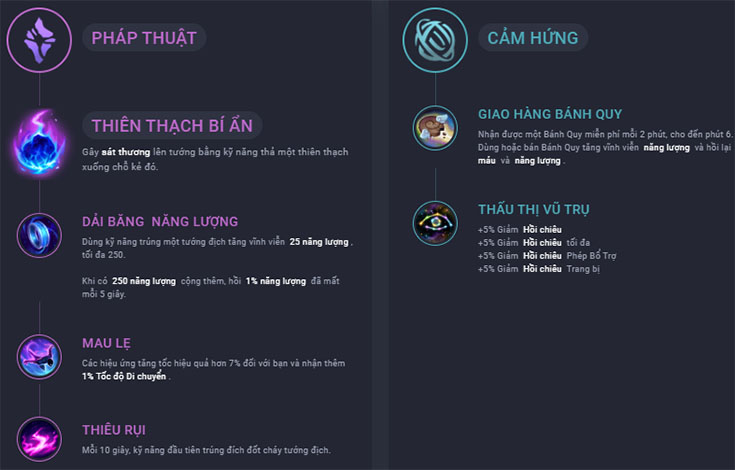 PHÁP THUẬT
THIÊN THẠCH BÍ ẨN
Gây sát thương lên tướng bằng kỹ năng thả một thiên thạch
xuống chỗ kẻ đó.
DẢI BĂNG NĂNG LƯỢNG
Dùng kỹ năng trúng một tướng địch tăng vĩnh viễn 25 năng lượng ,
tối đa 250.
Khi có 250 năng lượng cộng thêm, hồi 1% năng lượng đã mất
mỗi 5 giây.
MAU LẸ
Các hiệu ứng tăng tốc hiệu quả hơn 7% đối với bạn và nhận thêm
1% Tốc độ Di chuyển .
THIÊU RỤI
Mỗi 10 giây, kỹ năng đầu tiên trúng đích đốt cháy tướng địch.
CẢM HỨNG
GIAO HÀNG BÁNH QUY
Nhận được một Bánh Quy miễn phí mỗi 2 phút, cho đến phút 6.
Dùng hoặc bán Bánh Quy tăng vĩnh viễn năng lượng và hồi lại
máu và năng lượng .
THẤU THỊ VŨ TRỤ
+5% Giảm Hồi chiêu
+5% Giảm Hồi chiêu tối đa
+5% Giảm Hồi chiêu Phép Bổ Trợ
+5% Giảm Hồi chiêu Trang bị